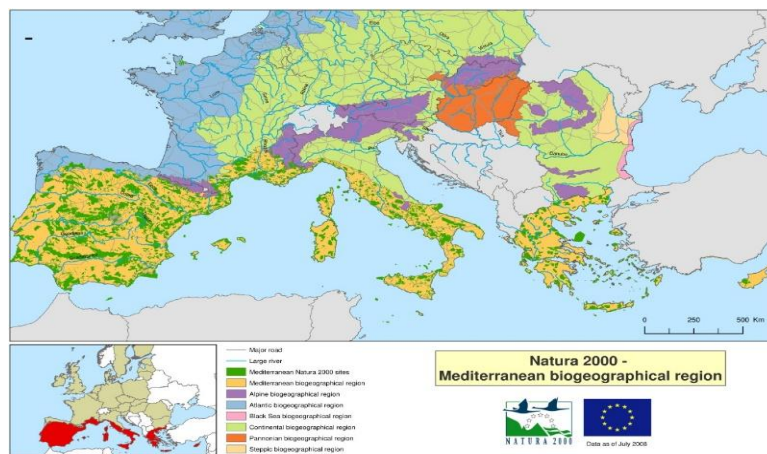 0
250
500 Km
Major road
Large river
Mediterranean Natura 2000 sites
Mediterranean biogeographical region
Alpine biogeographical region
Atlantic biogeographical region
Black Sea biogeographical region
Continental biogeographical region
Pannonian biogeographical region
Steppic biogeographical region
Natura 2000 -
Mediterranean biogeographical region
NATURA 2000
Data as of July 2008